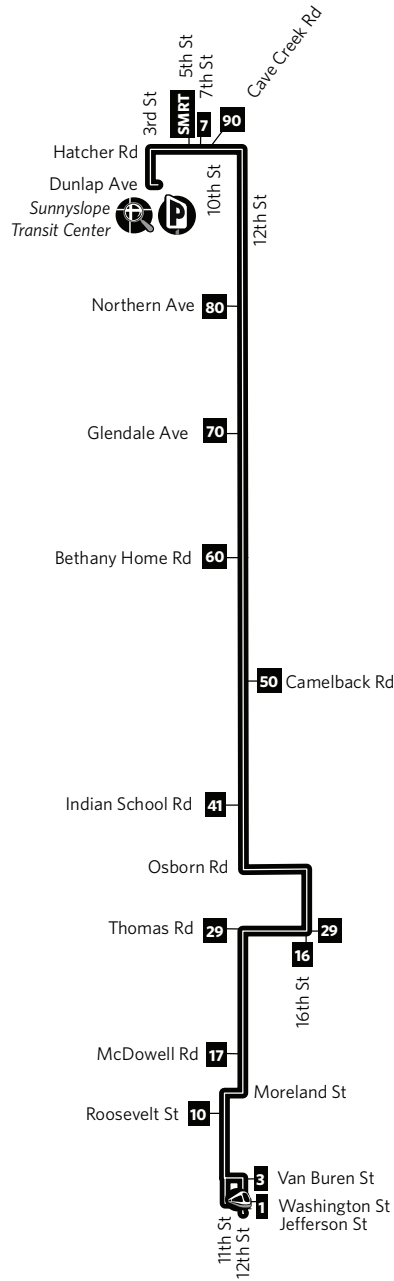 Cave Creek Rd
5th St
7th St
3rd St
SMRT
7
90
Hatcher Rd
Dunlap Ave
Sunnyslope
Transit Center
P
10th St
12th St
Northern Ave 80
Glendale Ave 70
Bethany Home Rd 60
50 Camelback Rd
Indian School Rd 41
Osborn Rd
Thomas Rd 29
29
16
16th St
McDowell Rd 17
Moreland St
Roosevelt St 10
3 Van Buren St
1 Washington St
Jefferson St
11th St
12th St